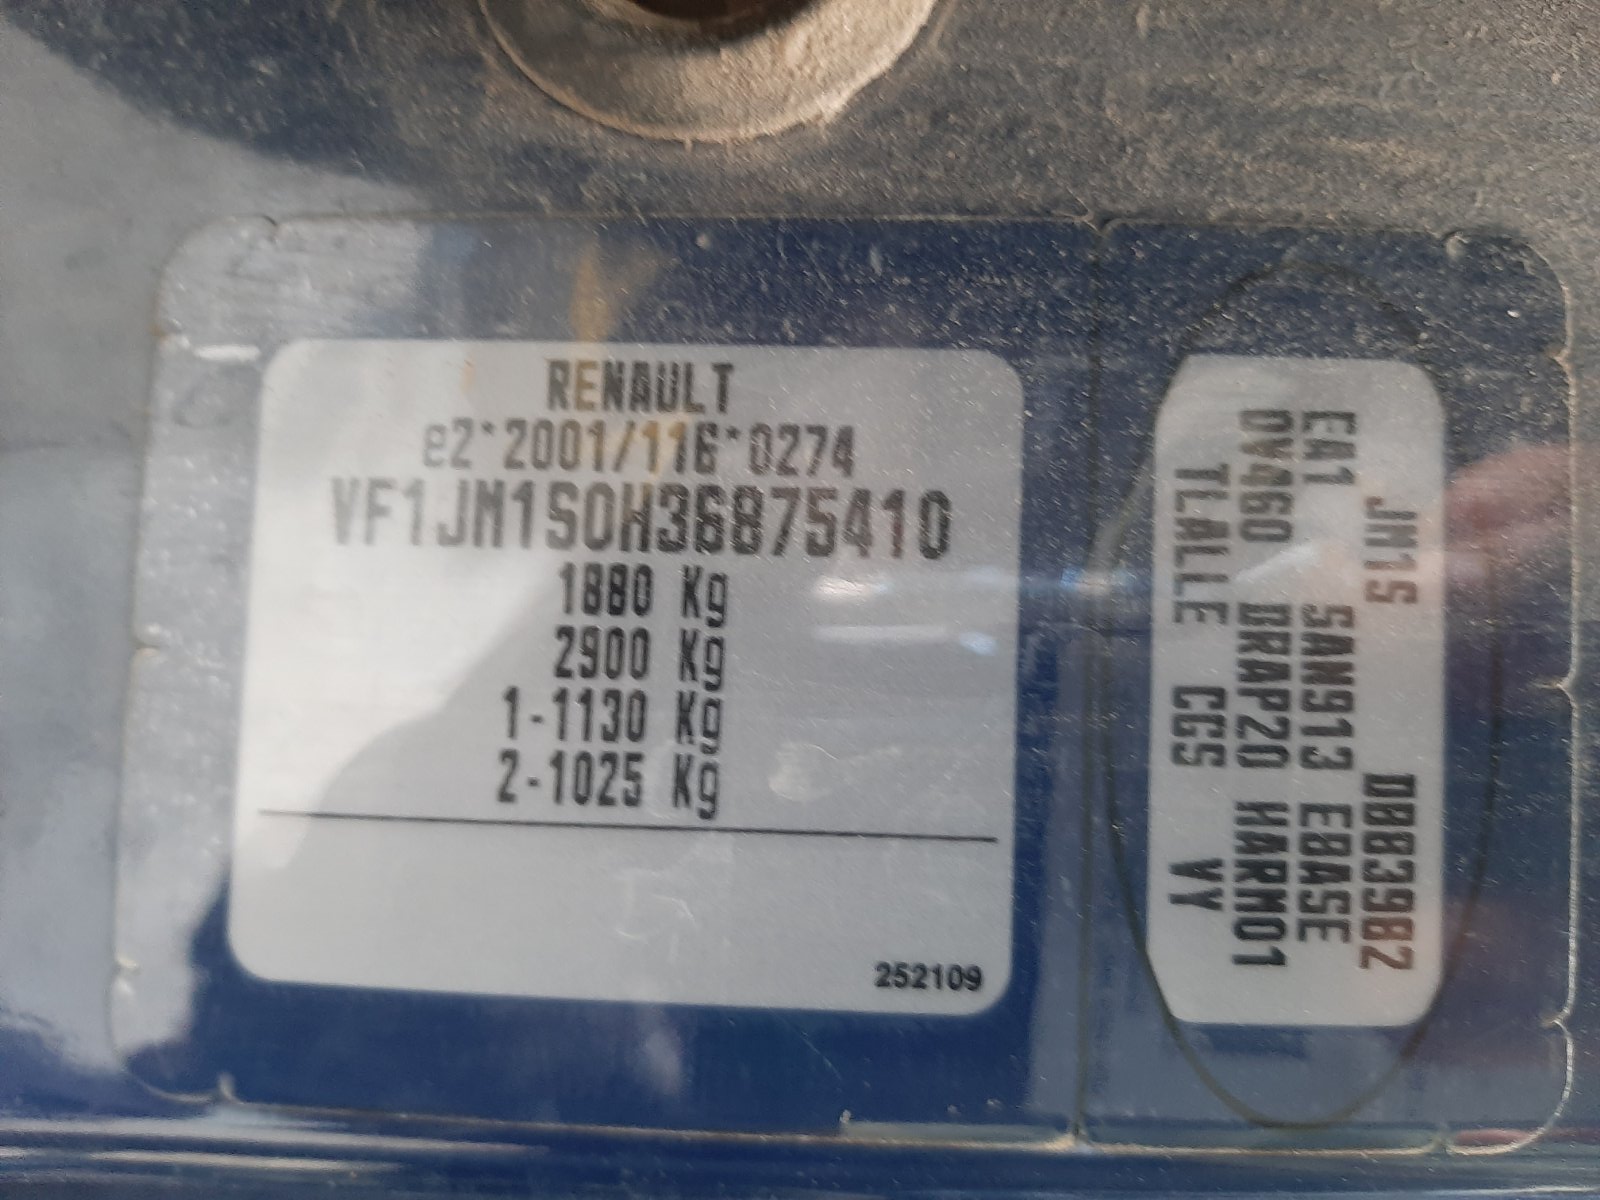 RENAULT
e2*2001/116*0274
VF1JM1S0H36875410
1880 Kg
2900 Kg
1-1130 Kg
2-1025 Kg
252109
JM1S DB83982
EA1 SAN913 EBASE
DV460 DRAP20 HARM01
TLALLE CGS VY